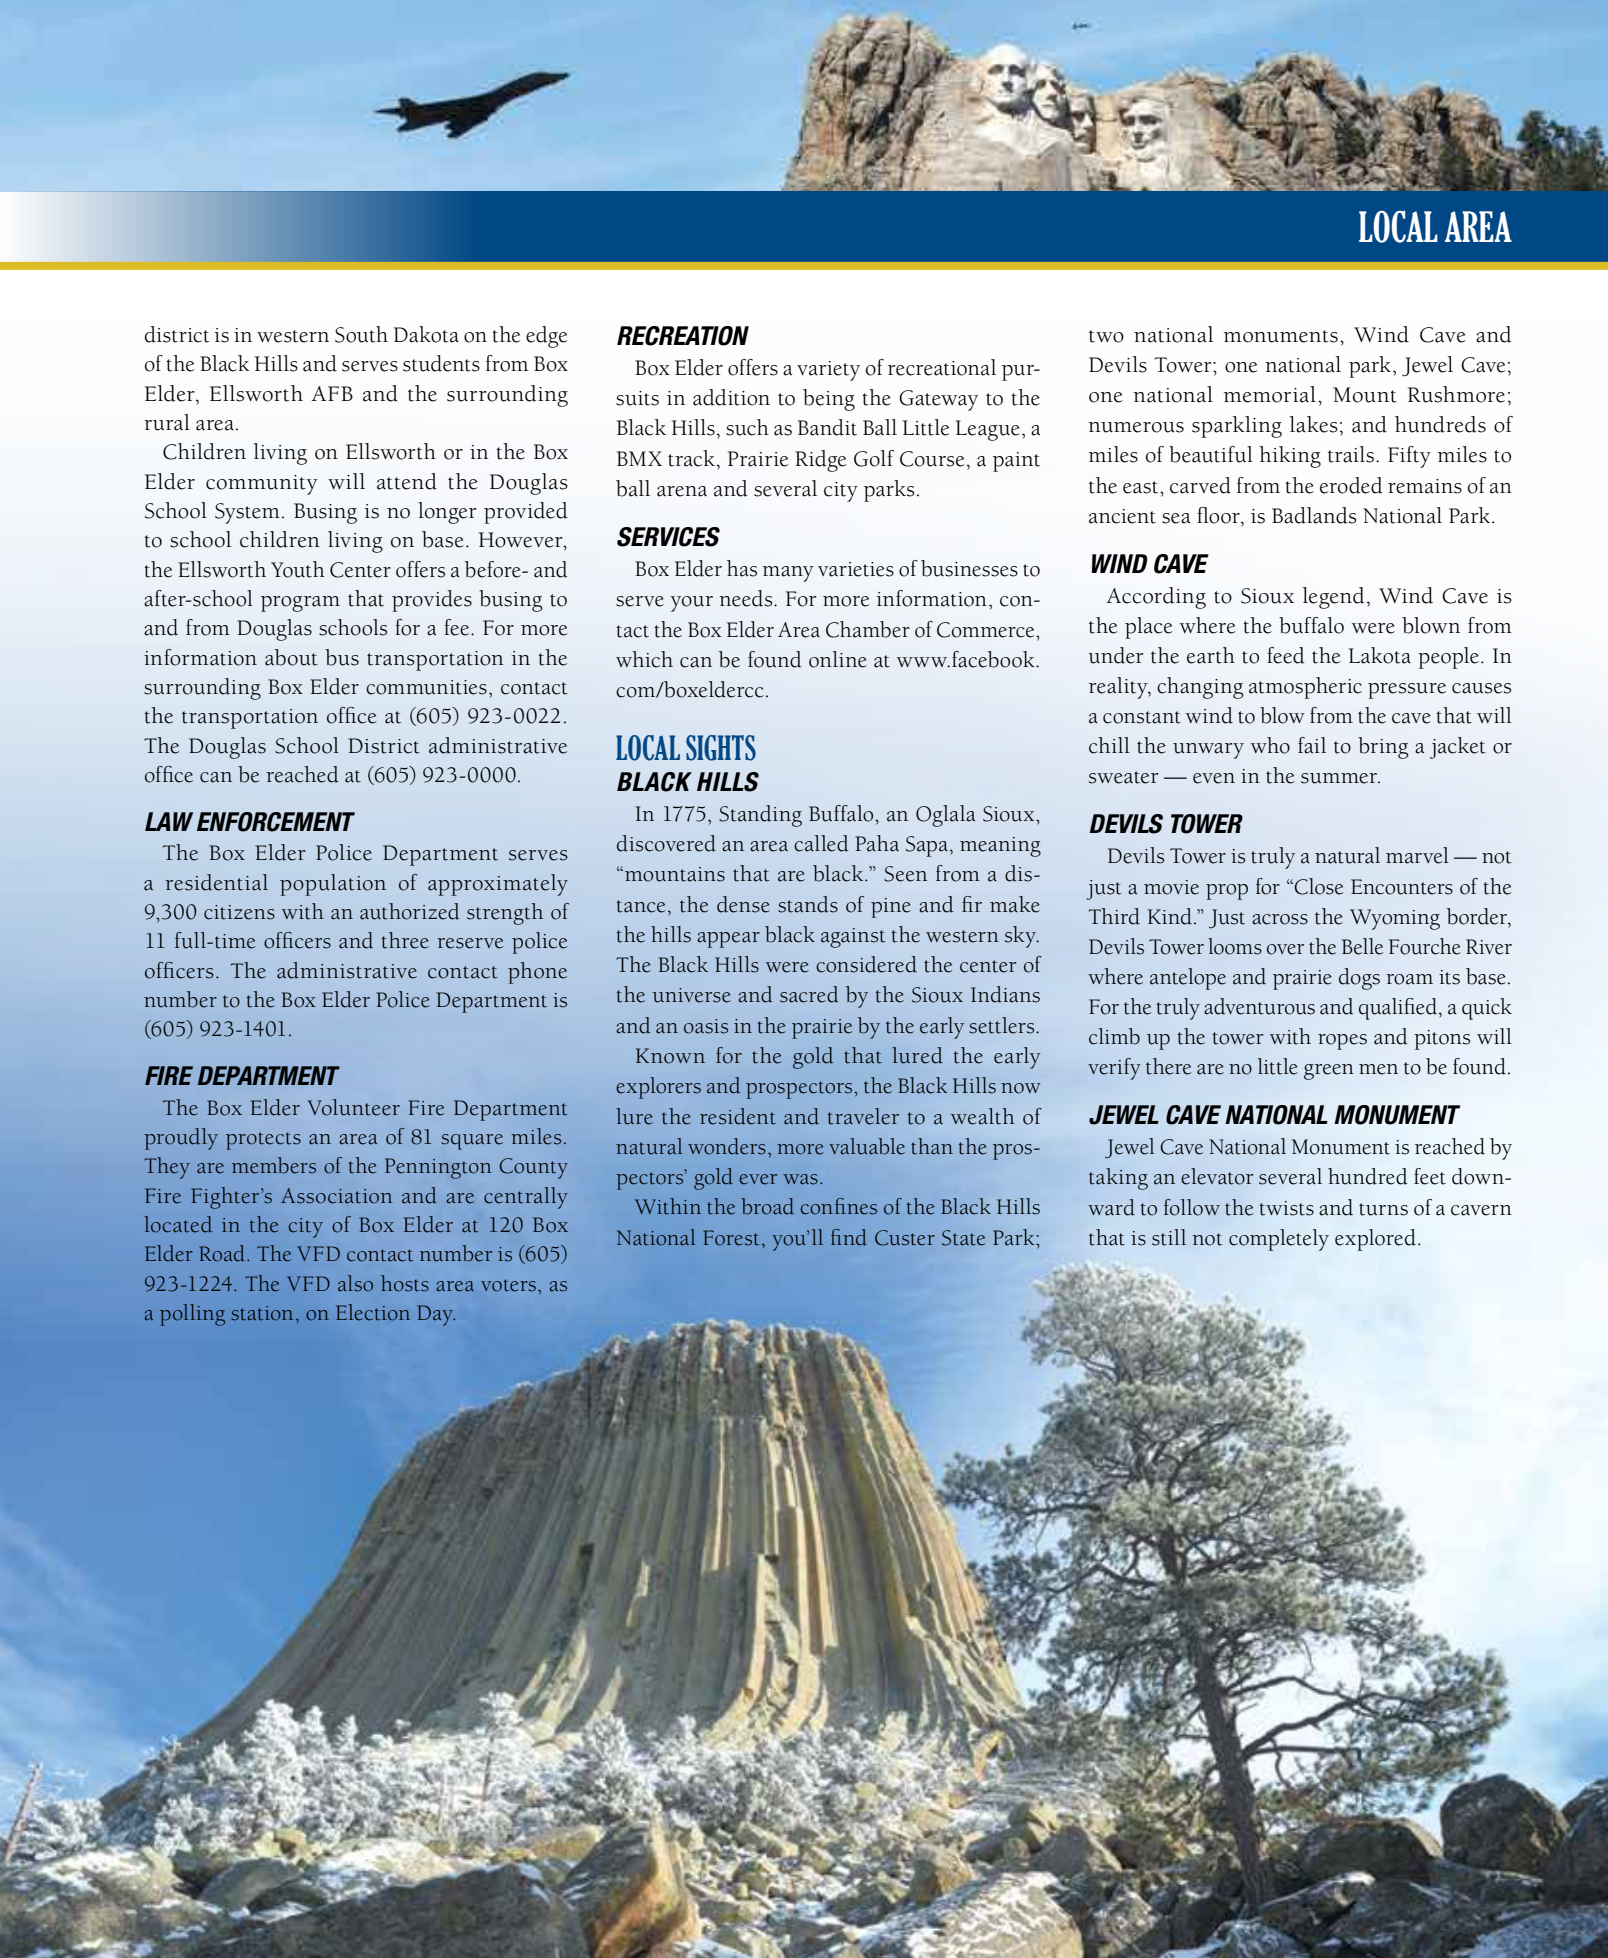 LOCAL AREA
district is in western South Dakota on the edge
of the Black Hills and serves students from Box
Elder, Ellsworth AFB and the surrounding
rural area.
Children living on Ellsworth or in the Box
Elder community will attend the Douglas
School System. Busing is no longer provided
to school children living on base. However,
the Ellsworth Youth Center offers a before- and
after-school program that provides busing to
and from Douglas schools for a fee. For more
information about bus transportation in the
surrounding Box Elder communities, contact
the transportation office at (605) 923-0022.
The Douglas School District administrative
office can be reached at (605) 923-0000.
LAW ENFORCEMENT
The Box Elder Police Department serves
a residential population of approximately
9,300 citizens with an authorized strength of
11 full-time officers and three reserve police
officers. The administrative contact phone
number to the Box Elder Police Department is
(605) 923-1401.
FIRE DEPARTMENT
The Box Elder Volunteer Fire Department
proudly protects an area of 81 square miles.
They are members of the Pennington County
Fire Fighter's Association and are centrally
located in the city of Box Elder at 120 Box
Elder Road. The VFD contact number is (605)
923-1224. The VFD also hosts area voters, as
a polling station, on Election Day.
RECREATION
Box Elder offers a variety of recreational pur-
suits in addition to being the Gateway to the
Black Hills, such as Bandit Ball Little League, a
BMX track, Prairie Ridge Golf Course, a paint
ball arena and several city parks.
SERVICES
Box Elder has many varieties of businesses to
serve your needs. For more information, con-
tact the Box Elder Area Chamber of Commerce,
which can be found online at www.facebook.
com/boxeldercc.
LOCAL SIGHTS
BLACK HILLS
In 1775, Standing Buffalo, an Oglala Sioux,
discovered an area called Paha Sapa, meaning
“mountains that are black.” Seen from a dis-
tance, the dense stands of pine and fir make
the hills appear black against the western sky.
The Black Hills were considered the center of
the universe and sacred by the Sioux Indians
and an oasis in the prairie by the early settlers.
Known for the gold that lured the early
explorers and prospectors, the Black Hills now
lure the resident and traveler to a wealth of
natural wonders, more valuable than the pros-
pectors' gold ever was.
Within the broad confines of the Black Hills
National Forest, you'll find Custer State Park;
two national monuments, Wind Cave and
Devils Tower; one national park, Jewel Cave;
one national memorial, Mount Rushmore;
numerous sparkling lakes; and hundreds of
miles of beautiful hiking trails. Fifty miles to
the east, carved from the eroded remains of an
ancient sea floor, is Badlands National Park.
WIND CAVE
According to Sioux legend, Wind Cave is
the place where the buffalo were blown from
under the earth to feed the Lakota people. In
reality, changing atmospheric pressure causes
a constant wind to blow from the cave that will
chill the unwary who fail to bring a jacket or
sweater — even in the summer.
DEVILS TOWER
Devils Tower is truly a natural marvel — not
just a movie prop for “Close Encounters of the
Third Kind.” Just across the Wyoming border,
Devils Tower looms over the Belle Fourche River
where antelope and prairie dogs roam its base.
For the truly adventurous and qualified, a quick
climb up the tower with ropes and pitons will
verify there are no little green men to be found.
JEWEL CAVE NATIONAL MONUMENT
Jewel Cave National Monument is reached by
taking an elevator several hundred feet down-
ward to follow the twists and turns of a cavern
that is still not completely explored.